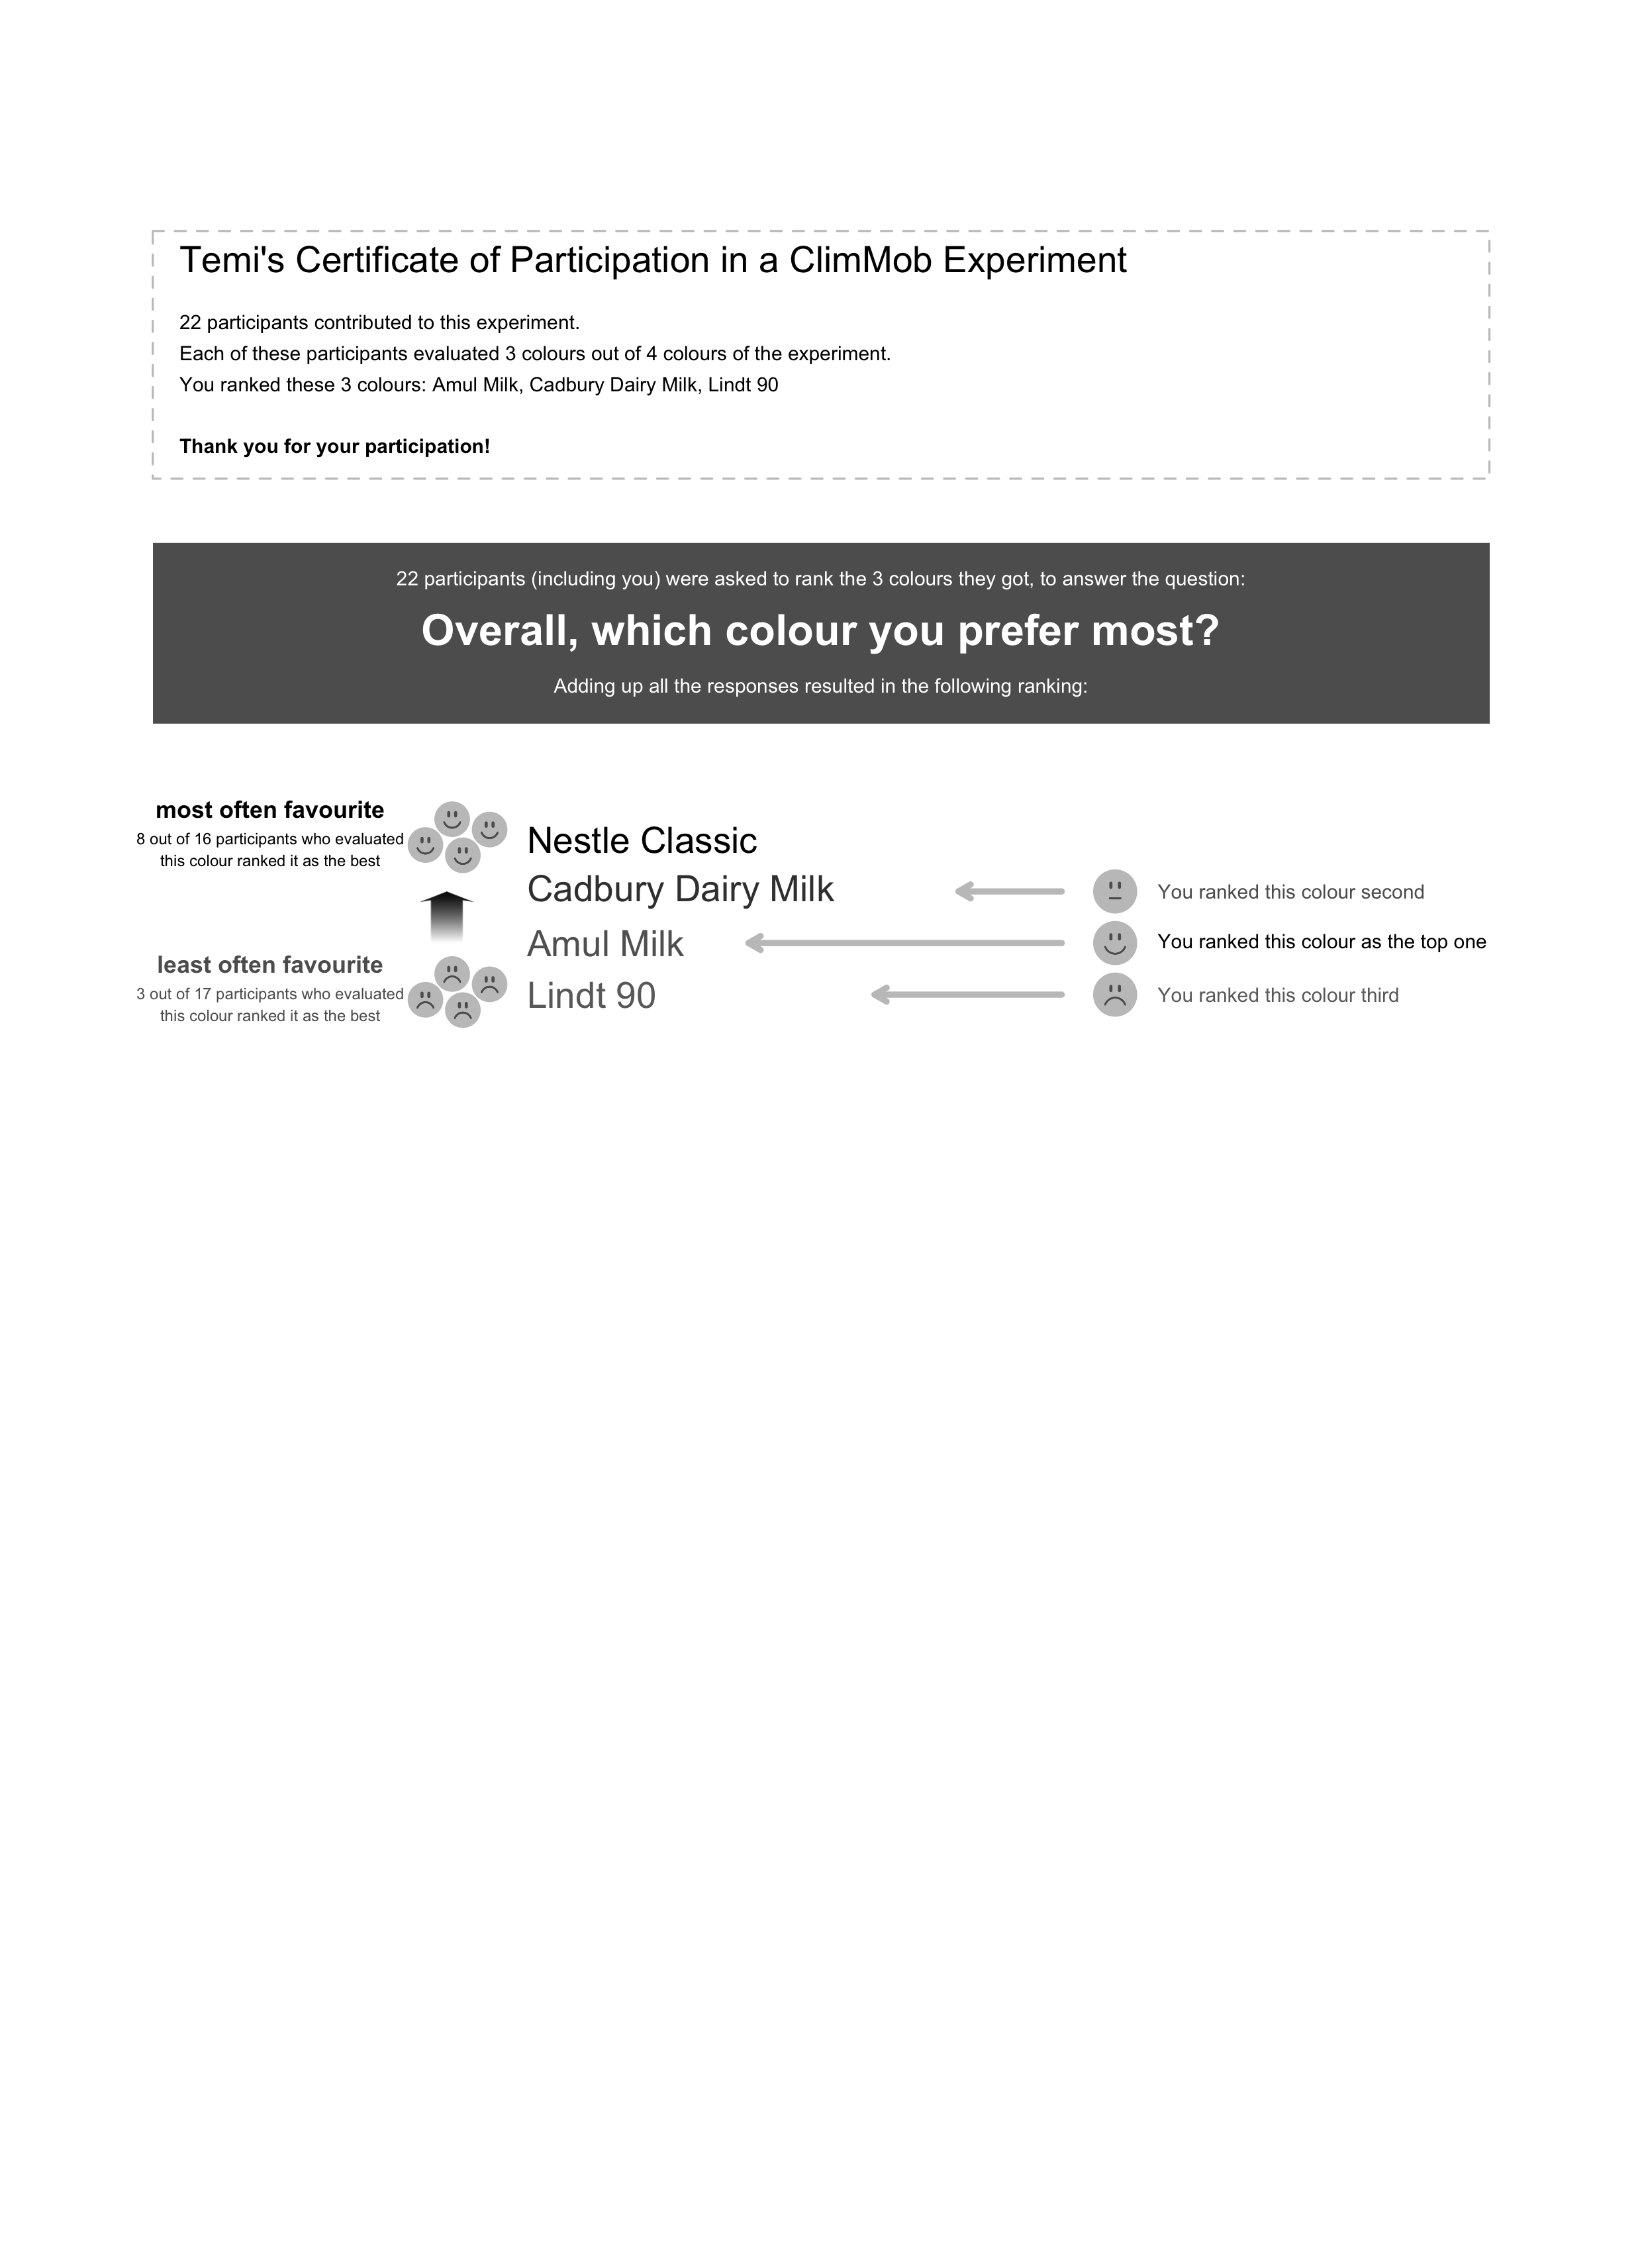 Temi's Certificate of Participation in a ClimMob Experiment
22 participants contributed to this experiment.
Each of these participants evaluated 3 colours out of 4 colours of the experiment.
You ranked these 3 colours: Amul Milk, Cadbury Dairy Milk, Lindt 90
Thank you for your participation!
22 participants (including you) were asked to rank the 3 colours they got, to answer the question:
Overall, which colour you prefer most?
Adding up all the responses resulted in the following ranking:
most often favourite
8 out of 16 participants who evaluated
this colour ranked it as the best
Nestle Classic
Cadbury Dairy Milk
You ranked this colour second
Amul Milk
You ranked this colour as the top one
least often favourite
3 out of 17 participants who evaluated
this colour ranked it as the best
Lindt 90
You ranked this colour third